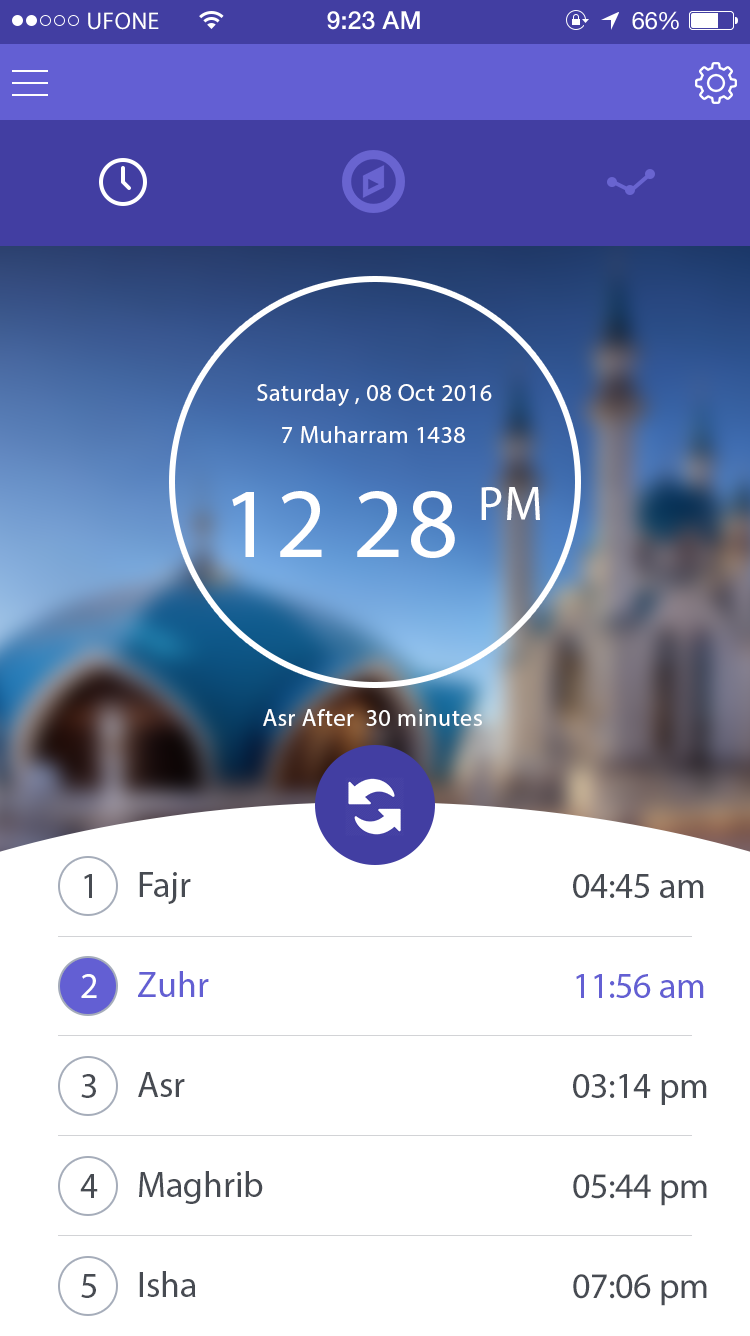 UFONE 9:23 AM 66%
Saturday , 08 Oct 2016
7 Muharram 1438
12 28 PM
Asr After 30 minutes
1 Fajr 04:45 am
2 Zuhr 11:56 am
3 Asr 03:14 pm
4 Maghrib 05:44 pm
5 Isha 07:06 pm